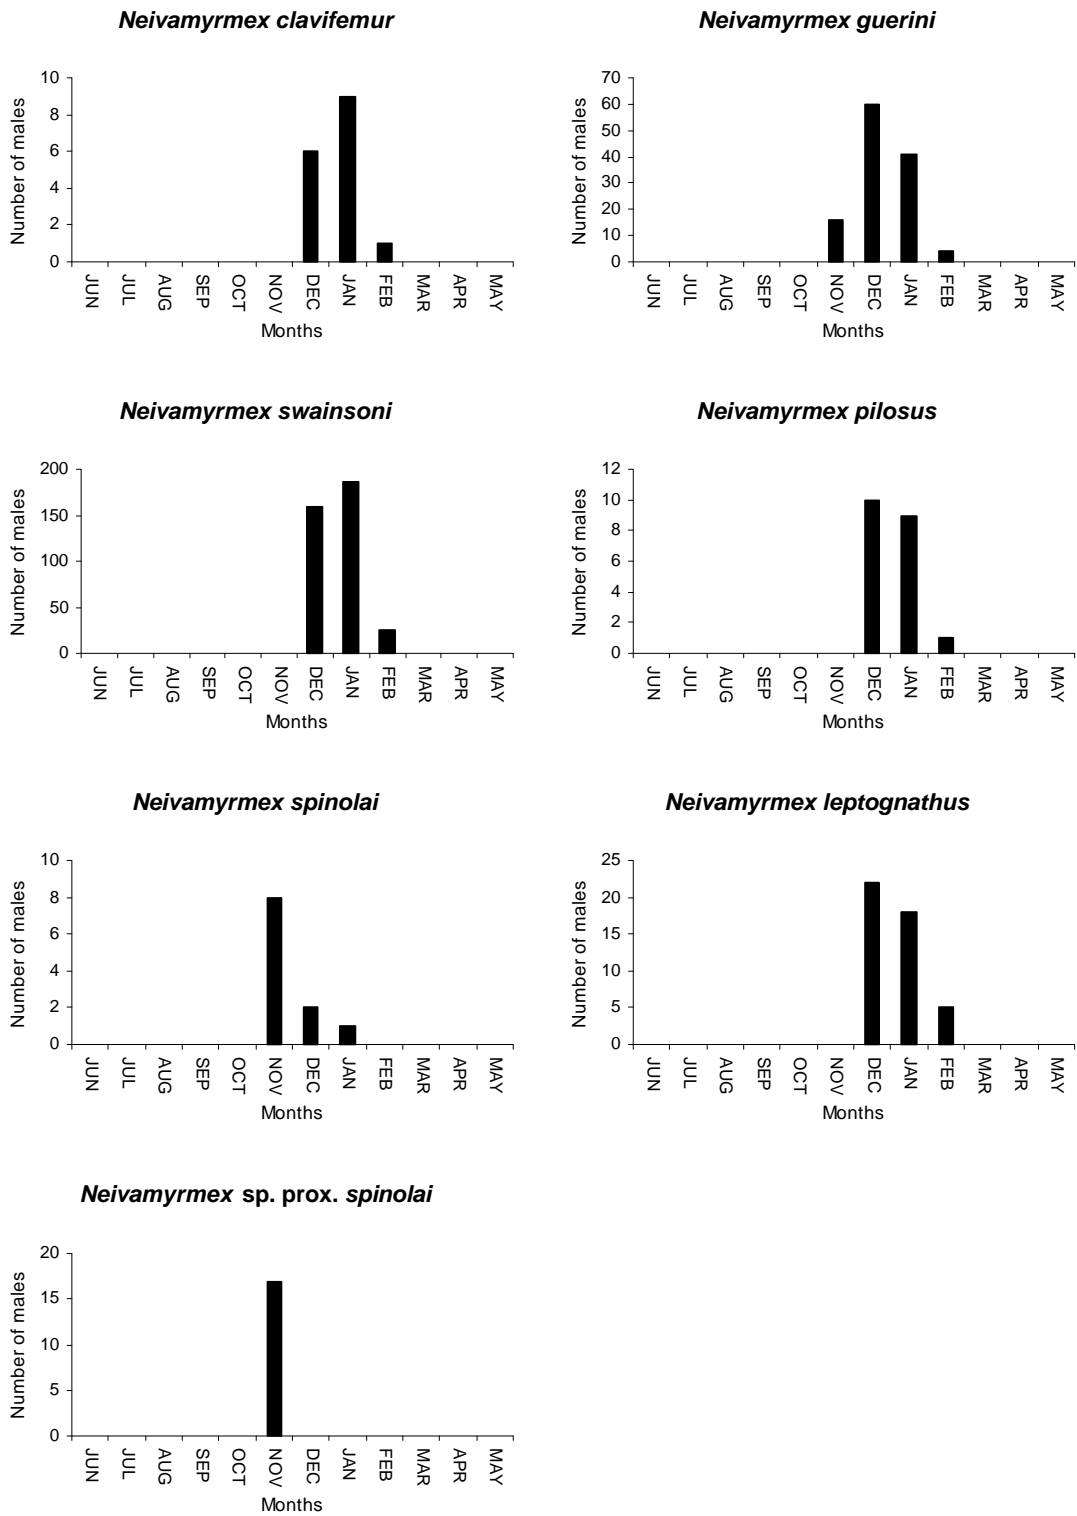 Neivamyrmex clavifemur
Number of males
10
8
6
4
2
0
JUN JUL AUG SEP OCT NOV DEC JAN FEB MAR APR MAY
Months
Neivamyrmex guerini
Number of males
70
60
50
40
30
20
10
0
JUN JUL AUG SEP OCT NOV DEC JAN FEB MAR APR MAY
Months
Neivamyrmex swainsoni
Number of males
200
150
100
50
0
JUN JUL AUG SEP OCT NOV DEC JAN FEB MAR APR MAY
Months
Neivamyrmex pilosus
Number of males
12
10
8
6
4
2
0
JUN JUL AUG SEP OCT NOV DEC JAN FEB MAR APR MAY
Months
Neivamyrmex spinolai
Number of males
10
8
6
4
2
0
JUN JUL AUG SEP OCT NOV DEC JAN FEB MAR APR MAY
Months
Neivamyrmex leptognathus
Number of males
25
20
15
10
5
0
JUN JUL AUG SEP OCT NOV DEC JAN FEB MAR APR MAY
Months
Neivamyrmex sp. prox. spinolai
Number of males
20
15
10
5
0
JUN JUL AUG SEP OCT NOV DEC JAN FEB MAR APR MAY
Months